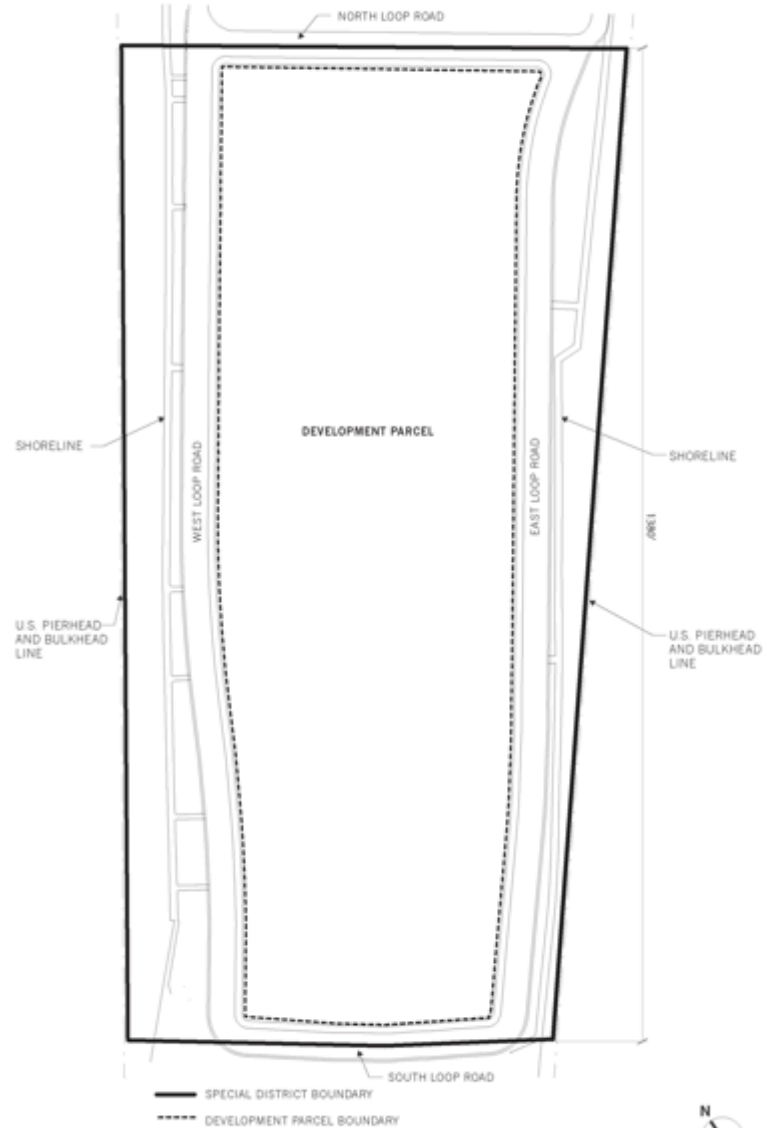 NORTH LOOP ROAD
DEVELOPMENT PARCEL
SHORELINE
WEST LOOP ROAD
EAST LOOP ROAD
SHORELINE
1380'
U.S. PIERHEAD
AND BULKHEAD
LINE
U.S. PIERHEAD
AND BULKHEAD
LINE
SOUTH LOOP ROAD
SPECIAL DISTRICT BOUNDARY
DEVELOPMENT PARCEL BOUNDARY
N